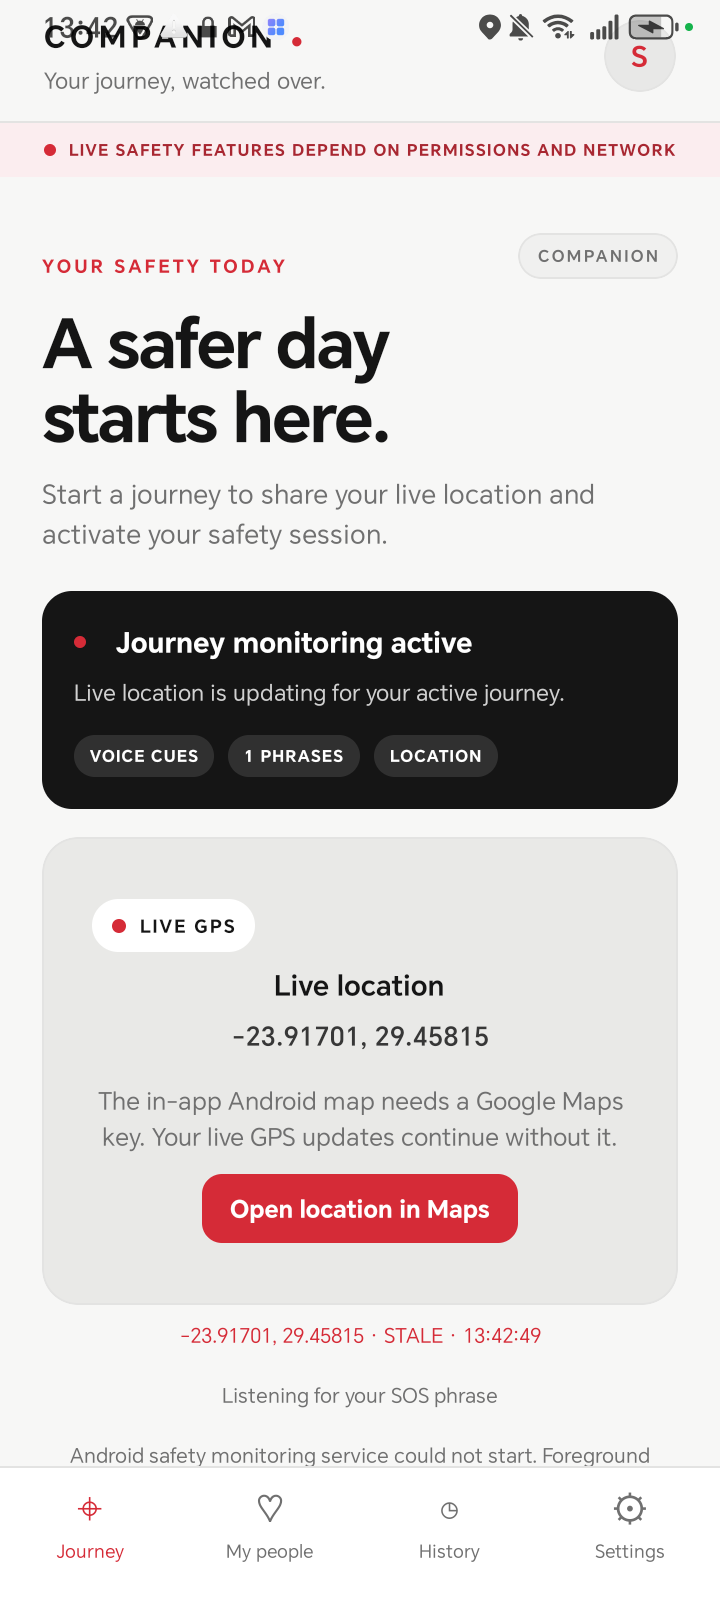 13:42
COMPANION
S
Your journey, watched over.
LIVE SAFETY FEATURES DEPEND ON PERMISSIONS AND NETWORK
COMPANION
YOUR SAFETY TODAY
A safer day
starts here.
Start a journey to share your live location and
activate your safety session.
Journey monitoring active
Live location is updating for your active journey.
VOICE CUES
1 PHRASES
LOCATION
LIVE GPS
Live location
-23.91701, 29.45815
The in-app Android map needs a Google Maps
key. Your live GPS updates continue without it.
Open location in Maps
-23.91701, 29.45815 · STALE · 13:42:49
Listening for your SOS phrase
Android safety monitoring service could not start. Foreground
Journey
My people
History
Settings